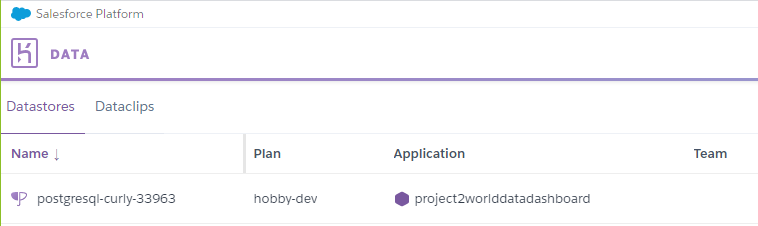 Salesforce Platform
DATA
Datastores Dataclips
Name ↓ Plan Application Team
postgresql-curly-33963 hobby-dev project2worlddatadashboard